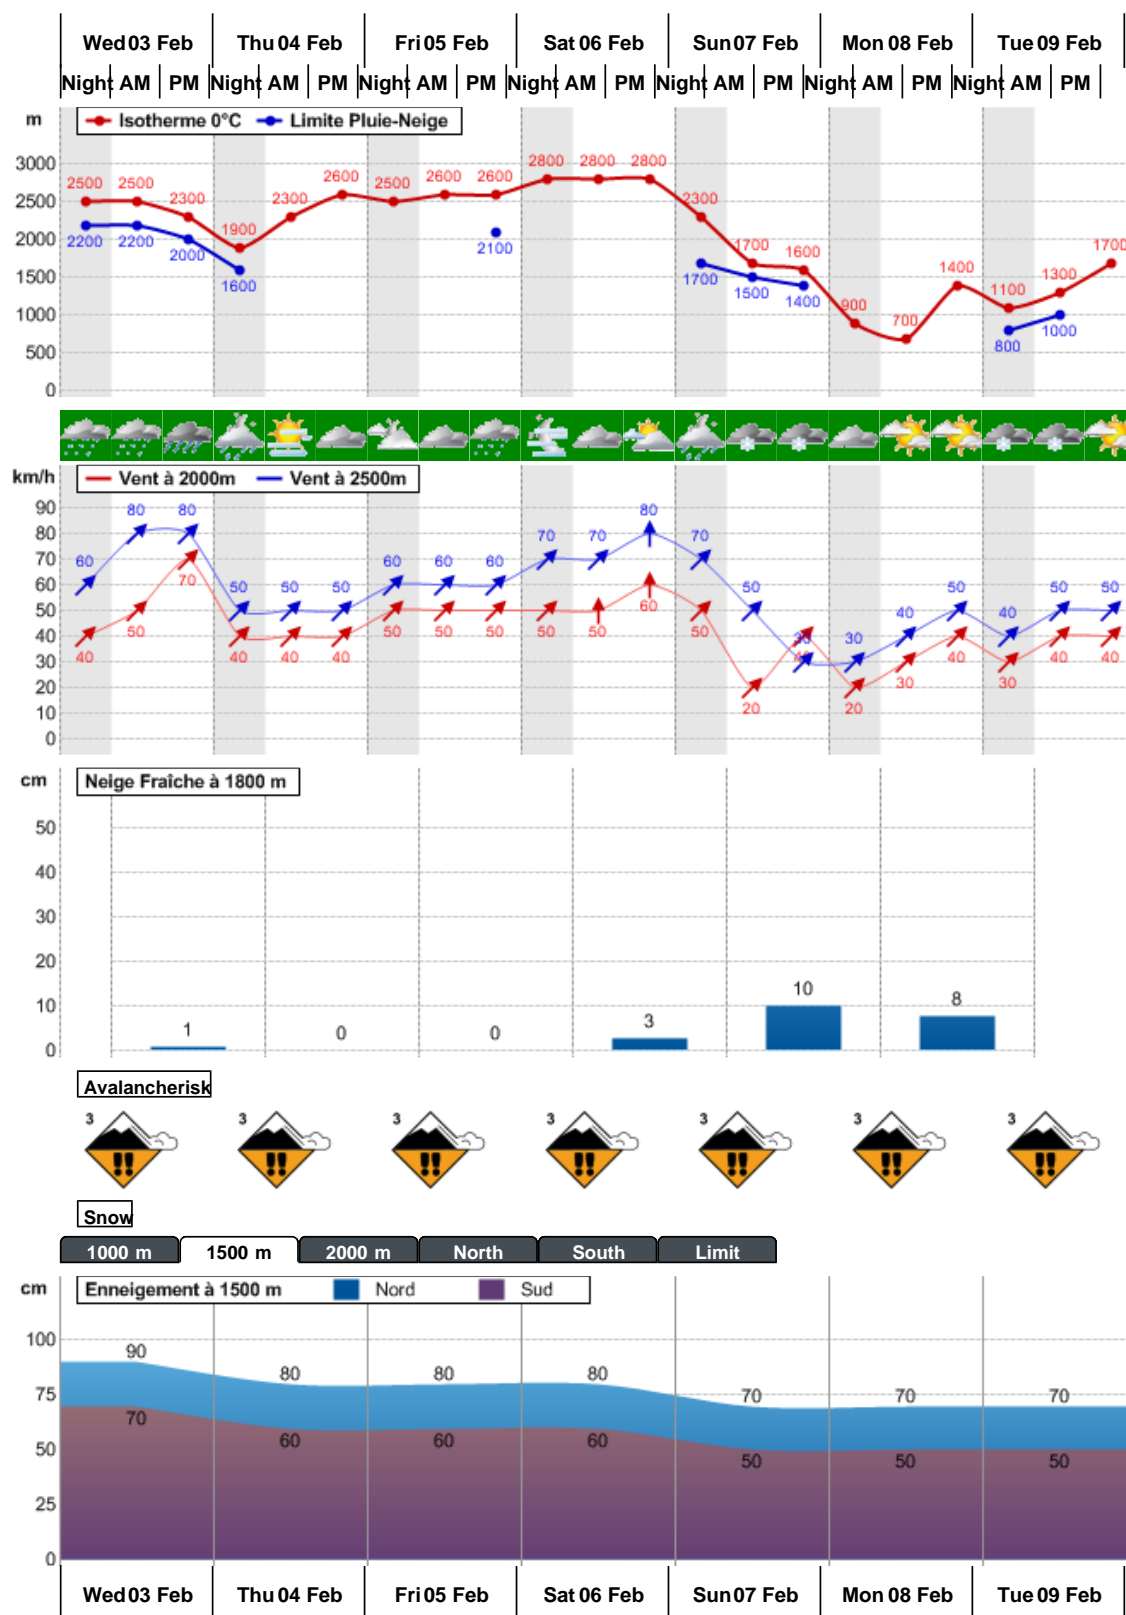 Wed 03 Feb Thu 04 Feb Fri 05 Feb Sat 06 Feb Sun 07 Feb Mon 08 Feb Tue 09 Feb
Night AM PM Night AM PM Night AM PM Night AM PM Night AM PM Night AM PM Night AM PM
m Isotherme 0°C Limite Pluie-Neige
3000
2500
2000
1500
1000
500
0
2500 2500 2300 1900 2300 2600 2500 2600 2600 2800 2800 2800 2300 1700 1600 900 700 1400 1100 1300 1700
2200 2200 2000 1600 2100 1700 1500 1400 800 1000
km/h Vent à 2000m Vent à 2500m
90
80
70
60
50
40
30
20
10
0
60 80 80 50 50 50 60 60 60 70 70 80 70 50 30 30 40 50 40 50 50
40 50 70 40 40 40 50 50 50 50 50 60 50 20 40 20 30 40 30 40 40
cm Neige Fraîche à 1800 m
50
40
30
20
10
0
1 0 0 3 10 8
Avalancherisk
3 3 3 3 3 3 3
Snow
1000 m 1500 m 2000 m North South Limit
cm Enneigement à 1500 m Nord Sud
100
75
50
25
0
90 80 80 80 70 70 70
70 60 60 60 50 50 50
Wed 03 Feb Thu 04 Feb Fri 05 Feb Sat 06 Feb Sun 07 Feb Mon 08 Feb Tue 09 Feb